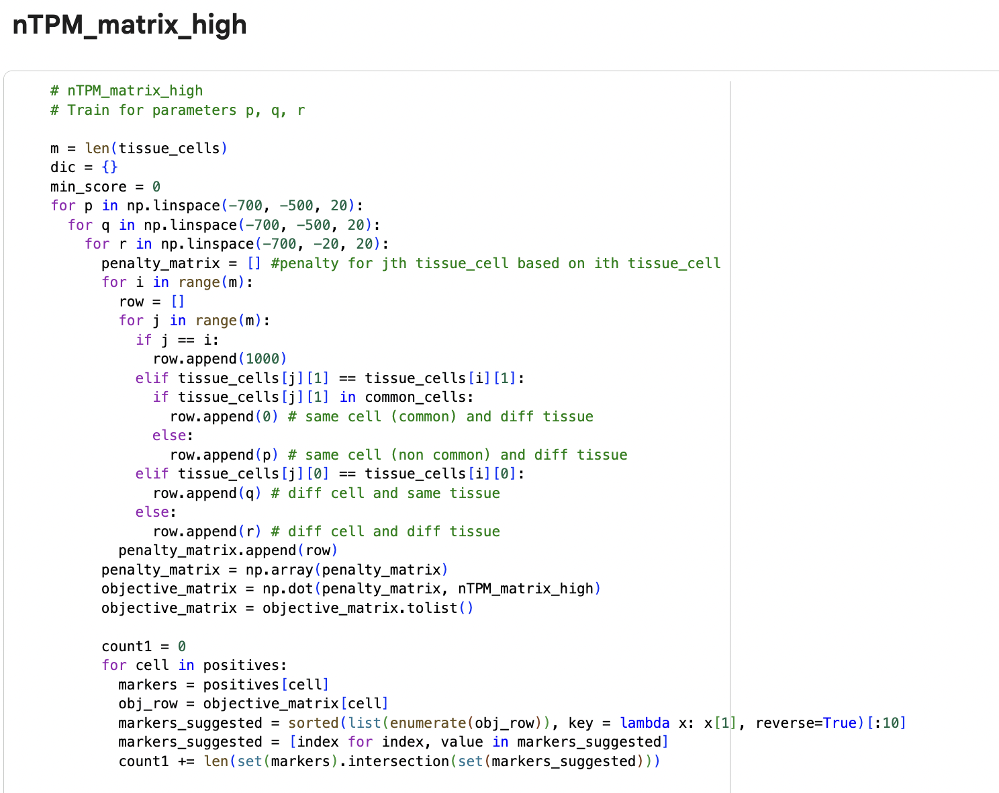 nTPM_matrix_high
# nTPM_matrix_high
# Train for parameters p, q, r
m = len(tissue_cells)
dic = {}
min_score = 0
for p in np.linspace(-700, -500, 20):
  for q in np.linspace(-700, -500, 20):
    for r in np.linspace(-700, -20, 20):
      penalty_matrix = [] #penalty for jth tissue_cell based on ith tissue_cell
      for i in range(m):
        row = []
        for j in range(m):
          if j == i:
            row.append(1000)
          elif tissue_cells[j][1] == tissue_cells[i][1]:
            if tissue_cells[j][1] in common_cells:
              row.append(0) # same cell (common) and diff tissue
            else:
              row.append(p) # same cell (non common) and diff tissue
          elif tissue_cells[j][0] == tissue_cells[i][0]:
            row.append(q) # diff cell and same tissue
          else:
            row.append(r) # diff cell and diff tissue
        penalty_matrix.append(row)
      penalty_matrix = np.array(penalty_matrix)
      objective_matrix = np.dot(penalty_matrix, nTPM_matrix_high)
      objective_matrix = objective_matrix.tolist()
      count1 = 0
      for cell in positives:
        markers = positives[cell]
        obj_row = objective_matrix[cell]
        markers_suggested = sorted(list(enumerate(obj_row)), key = lambda x: x[1], reverse=True)[:10]
        markers_suggested = [index for index, value in markers_suggested]
        count1 += len(set(markers).intersection(set(markers_suggested)))